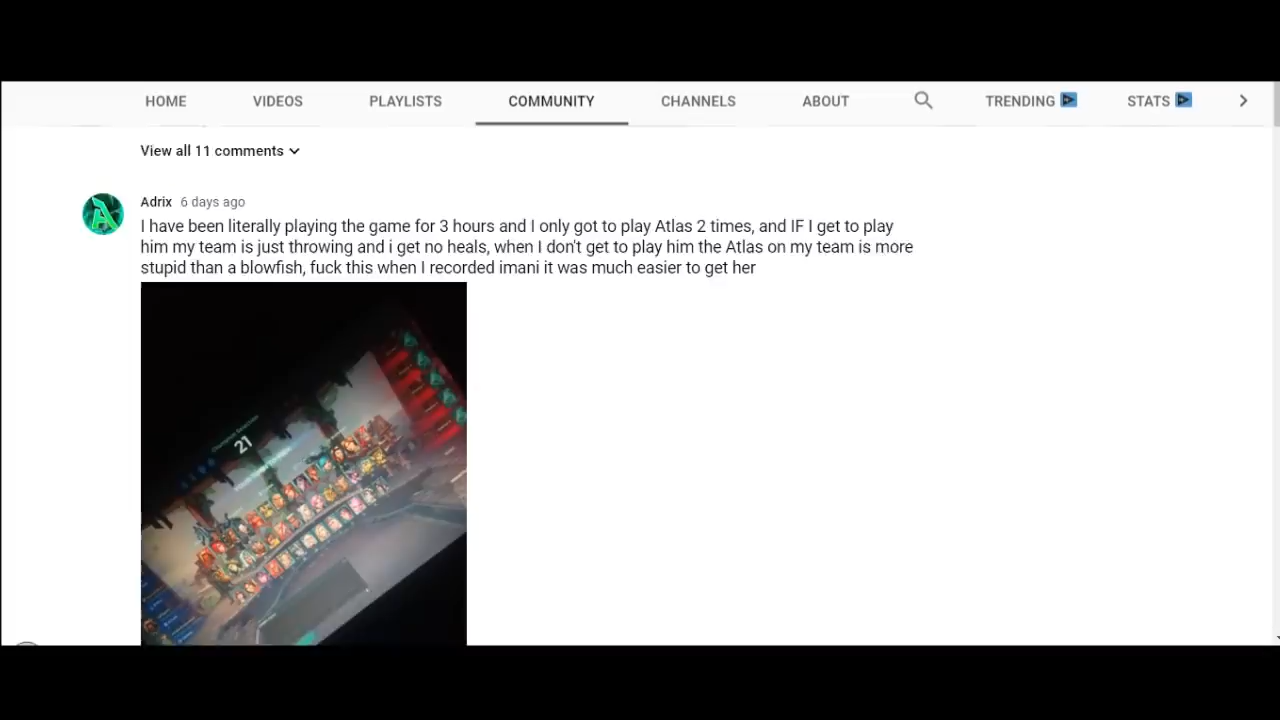 HOME VIDEOS PLAYLISTS COMMUNITY CHANNELS ABOUT TRENDING STATS
View all 11 comments
Adrix 6 days ago
I have been literally playing the game for 3 hours and I only got to play Atlas 2 times, and IF I get to play
him my team is just throwing and i get no heals, when I don't get to play him the Atlas on my team is more
stupid than a blowfish, fuck this when I recorded imani it was much easier to get her
21